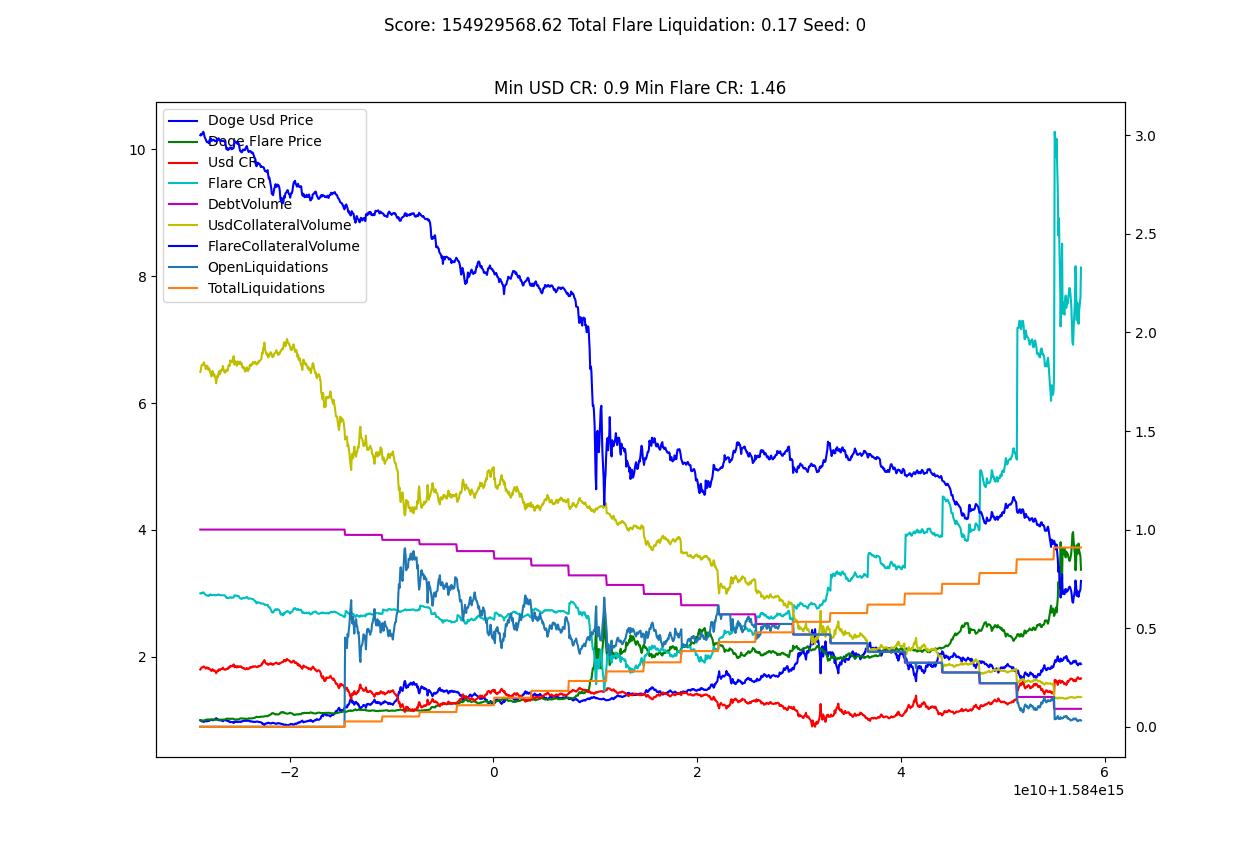 Score: 154929568.62 Total Flare Liquidation: 0.17 Seed: 0
Min USD CR: 0.9 Min Flare CR: 1.46
Doge Usd Price
Doge Flare Price
Usd CR
Flare CR
DebtVolume
UsdCollateralVolume
FlareCollateralVolume
OpenLiquidations
TotalLiquidations
10
8
6
4
2
3.0
2.5
2.0
1.5
1.0
0.5
0.0
−2
0
2
4
6
1e10+1.584e15